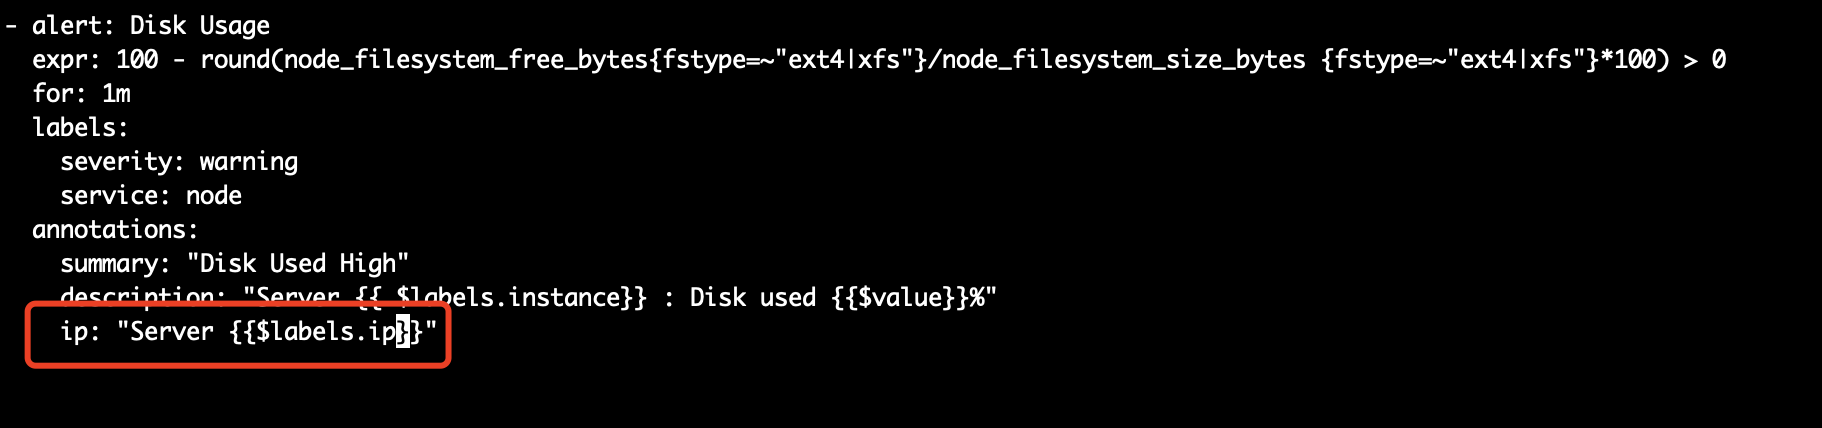 - alert: Disk Usage
expr: 100 - round(node_filesystem_free_bytes{fstype=~"ext4|xfs"}/node_filesystem_size_bytes {fstype=~"ext4|xfs"}*100) > 0
for: 1m
labels:
severity: warning
service: node
annotations:
summary: "Disk Used High"
description: "Server {{ $labels.instance}} : Disk used {{$value}}%"
ip: "Server {{$labels.ip}}"